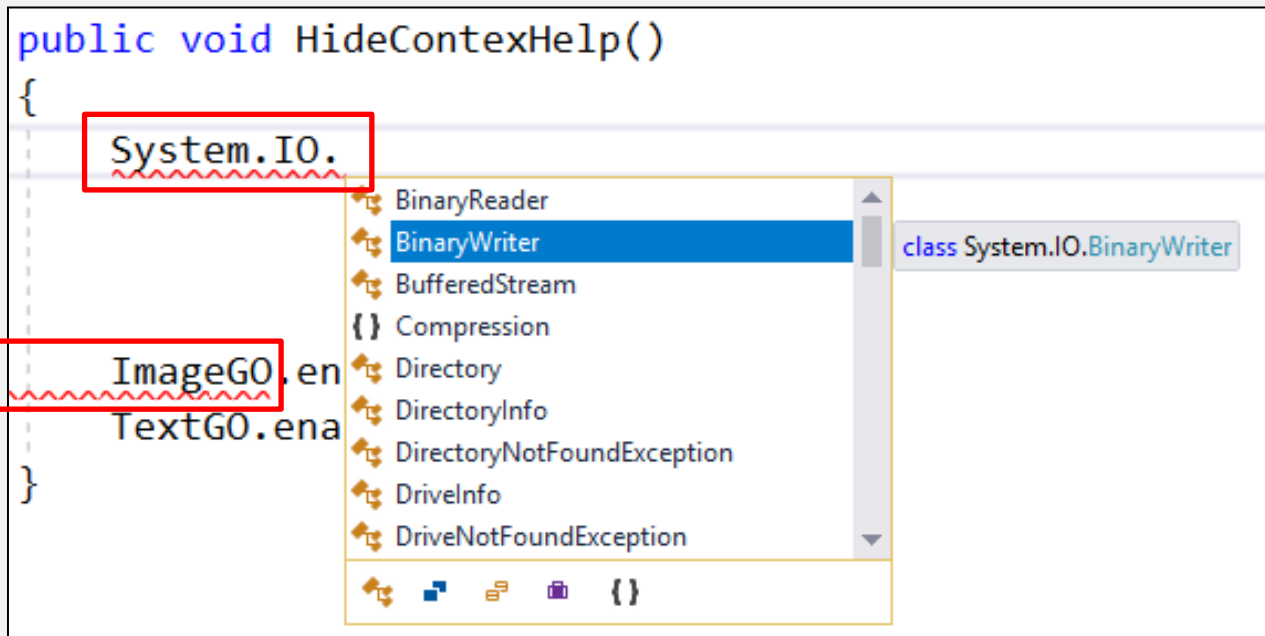 public void HideContexHelp()
{
System.IO.
BinaryReader
BinaryWriter
class System.IO.BinaryWriter
BufferedStream
{ } Compression
ImageGO.en
Directory
DirectoryInfo
TextGO.ena
DirectoryNotFoundException
}
DriveInfo
DriveNotFoundException
{ }